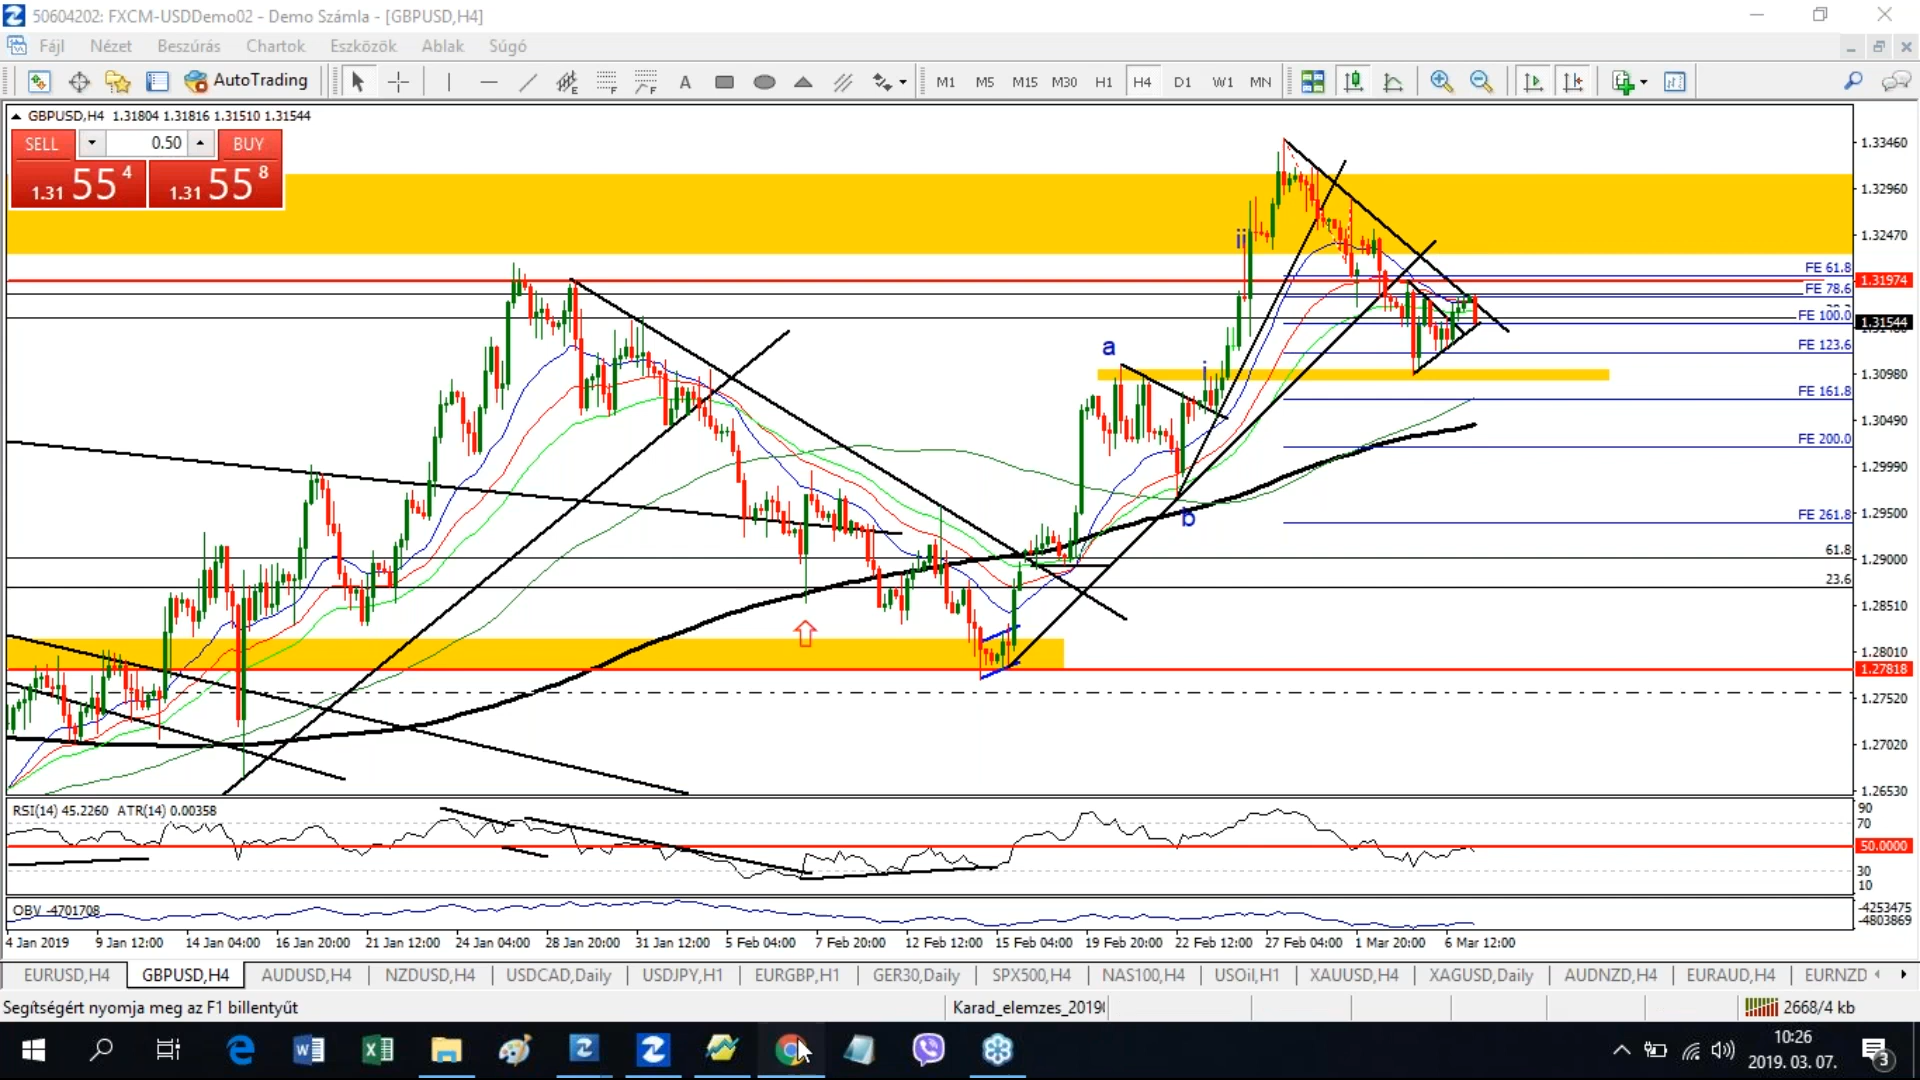 50604202: FXCM-USDDemo02 - Demo Számla - [GBPUSD,H4]
Fájl Nézet Beszúrás Chartok Eszközök Ablak Súgó
AutoTrading A M1 M5 M15 M30 H1 H4 D1 W1 MN
GBPUSD,H4 1.31804 1.31816 1.31510 1.31544
SELL 0.50 BUY
1.31 55 4 1.31 55 8
1.33460
1.32960
1.32470
ii
FE 61.8
1.31974
FE 78.6
FE 100.0
1.31544
FE 123.6
a
i
1.30980
FE 161.8
1.30490
FE 200.0
1.29990
b
FE 261.8
1.29500
61.8
1.29000
23.6
1.28510
1.28010
1.27818
1.27520
1.27020
1.26530
RSI(14) 45.2260 ATR(14) 0.00358
90
70
50.0000
30
10
OBV -4701708
-4253475
-4803869
4 Jan 2019 9 Jan 12:00 14 Jan 04:00 16 Jan 20:00 21 Jan 12:00 24 Jan 04:00 28 Jan 20:00 31 Jan 12:00 5 Feb 04:00 7 Feb 20:00 12 Feb 12:00 15 Feb 04:00 19 Feb 20:00 22 Feb 12:00 27 Feb 04:00 1 Mar 20:00 6 Mar 12:00
EURUSD,H4 GBPUSD,H4 AUDUSD,H4 NZDUSD,H4 USDCAD,Daily USDJPY,H1 EURGBP,H1 GER30,Daily SPX500,H4 NAS100,H4 USOil,H1 XAUUSD,H4 XAGUSD,Daily AUDNZD,H4 EURAUD,H4 EURNZD
Segítségért nyomja meg az F1 billentyűt Karad_elemzes_2019 2668/4 kb
10:26
2019. 03. 07.
3